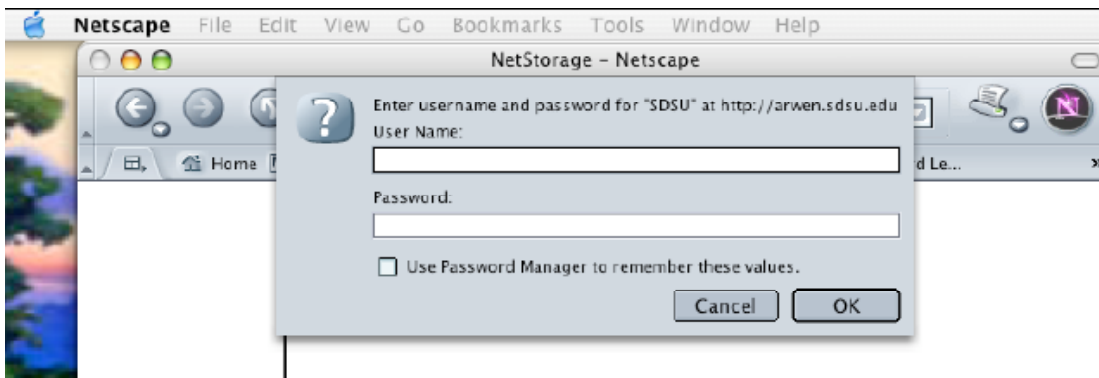 Netscape File Edit View Go Bookmarks Tools Window Help
NetStorage – Netscape
Enter username and password for "SDSU" at http://arwen.sdsu.edu
User Name:
Home
d Le...
Password:
Use Password Manager to remember these values.
Cancel OK